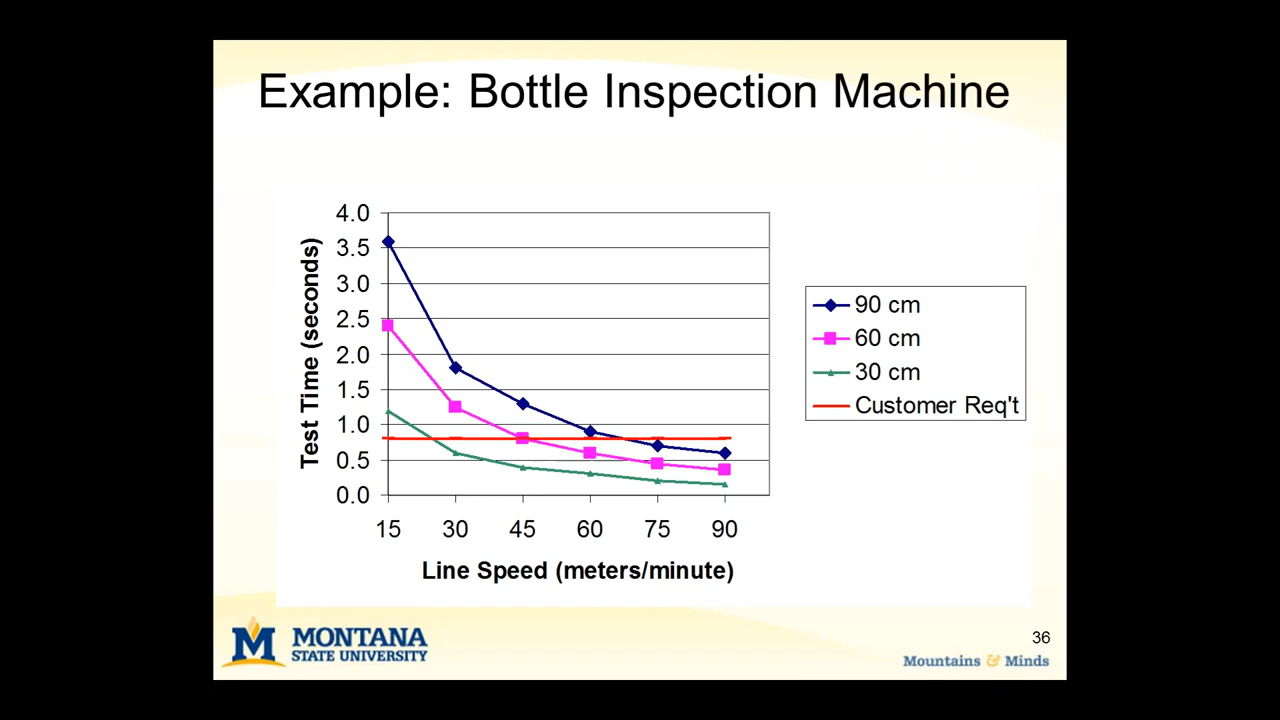 Example: Bottle Inspection Machine
4.0
3.5
3.0
2.5
2.0
1.5
1.0
0.5
0.0
Test Time (seconds)
15 30 45 60 75 90
Line Speed (meters/minute)
90 cm
60 cm
30 cm
Customer Req't
M MONTANA
STATE UNIVERSITY
36
Mountains & Minds